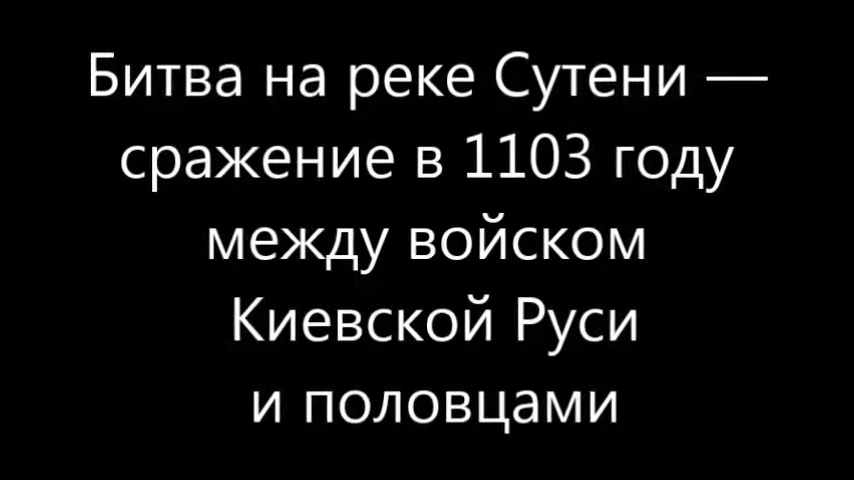 Битва на реке Сутени —
сражение в 1103 году
между войском
Киевской Руси
и половцами